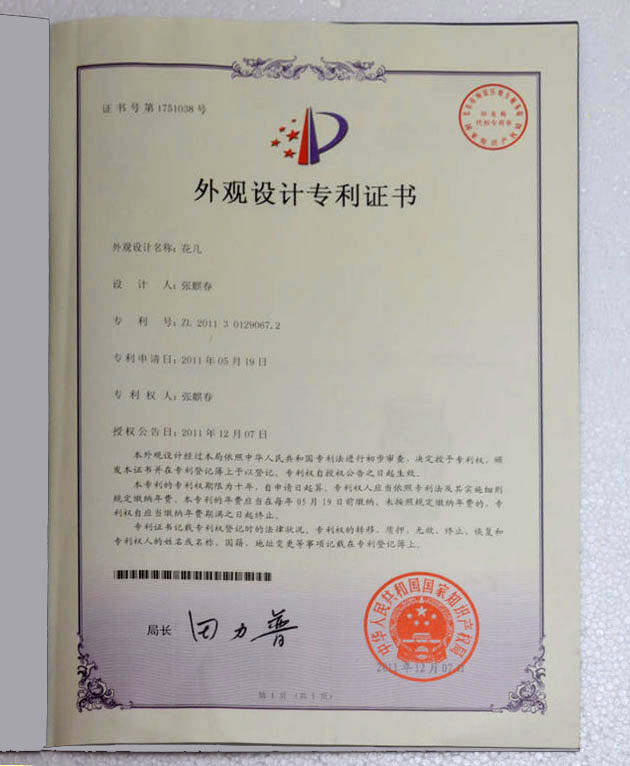 证书号第1751038号
外观设计专利证书
外观设计名称：花几
设计人：张麒春
专利号：ZL 2011 3 0129067.2
专利申请日：2011年05月19日
专利权人：张麒春
授权公告日：2011年12月07日
本外观设计经过本局依照中华人民共和国专利法进行初步审查，决定授予专利权，颁
发本证书并在专利登记簿上予以登记。专利权自授权公告之日起生效。
本专利的专利权期限为十年，自申请日起算。专利权人应当依照专利法及其实施细则
规定缴纳年费。本专利的年费应当在每年05月19日前缴纳。未按照规定缴纳年费的，专
利权自应当缴纳年费期满之日起终止。
专利证书记载专利权登记时的法律状况。专利权的转移、质押、无效、终止、恢复和
专利权人的姓名或名称、国籍、地址变更等事项记载在专利登记簿上。
局长 田力普
中华人民共和国国家知识产权局
2011年12月07日
第1页（共1页）